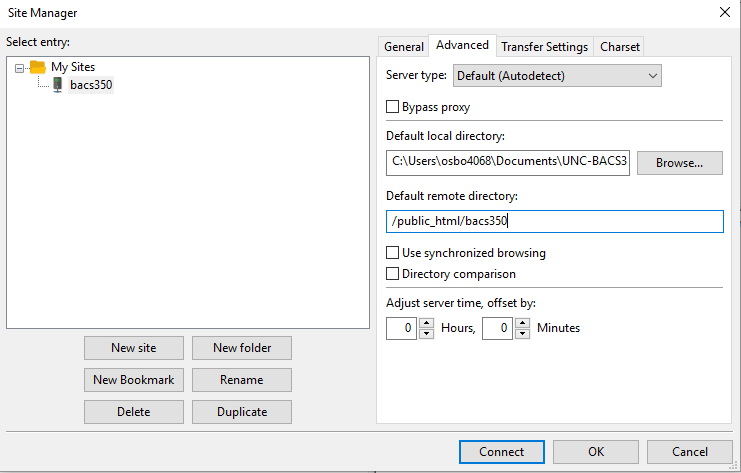 Site Manager
Select entry:
My Sites
bacs350
New site
New folder
New Bookmark
Rename
Delete
Duplicate
General
Advanced
Transfer Settings
Charset
Server type:
Default (Autodetect)
Bypass proxy
Default local directory:
C:\Users\osbo4068\Documents\UNC-BACS3
Browse...
Default remote directory:
/public_html/bacs350
Use synchronized browsing
Directory comparison
Adjust server time, offset by:
0 Hours, 0 Minutes
Connect
OK
Cancel